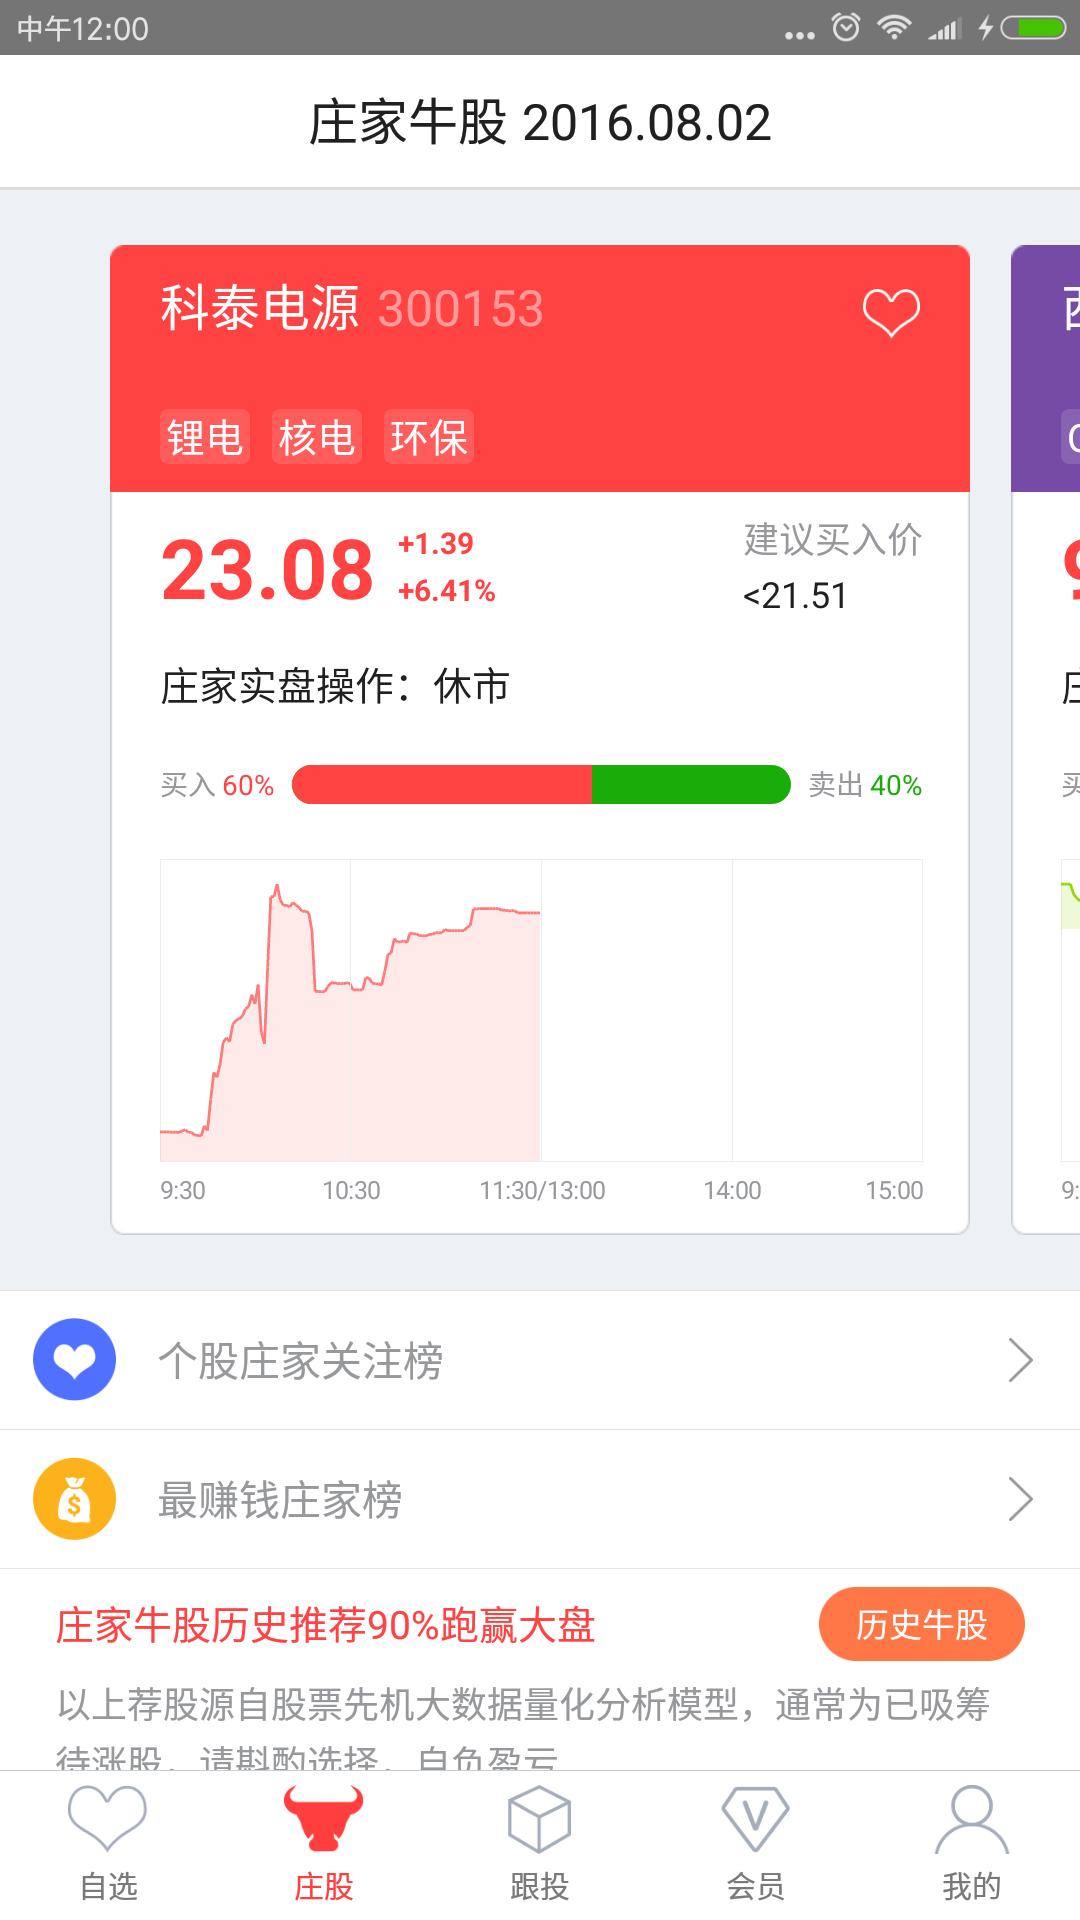 中午12:00
庄家牛股 2016.08.02
科泰电源 300153
锂电 核电 环保
23.08 +1.39 +6.41%
建议买入价
<21.51
庄家实盘操作：休市
买入 60% 卖出 40%
9:30 10:30 11:30/13:00 14:00 15:00
个股庄家关注榜
最赚钱庄家榜
庄家牛股历史推荐90%跑赢大盘 历史牛股
以上荐股源自股票先机大数据量化分析模型，通常为已吸筹
待涨股，请斟酌选择，自负盈亏
自选 庄股 跟投 会员 我的